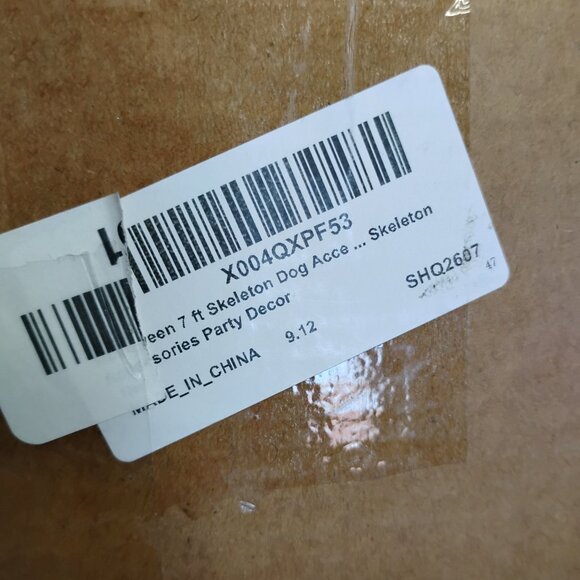 X004QXPF53
een 7 ft Skeleton Dog Acce ... Skeleton
sories Party Decor
MADE_IN_CHINA 9.12
SHQ2607
47